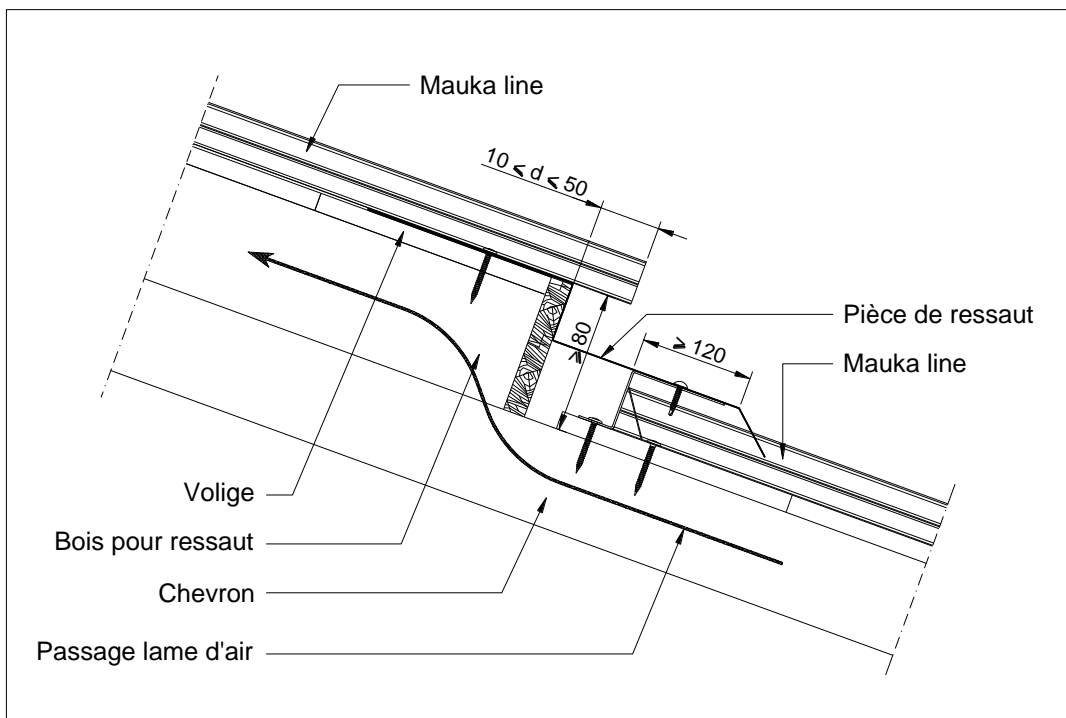 Mauka line
10 ⩽ d ⩽ 50
Pièce de ressaut
⩾ 80
⩾ 120
Mauka line
Volige
Bois pour ressaut
Chevron
Passage lame d'air